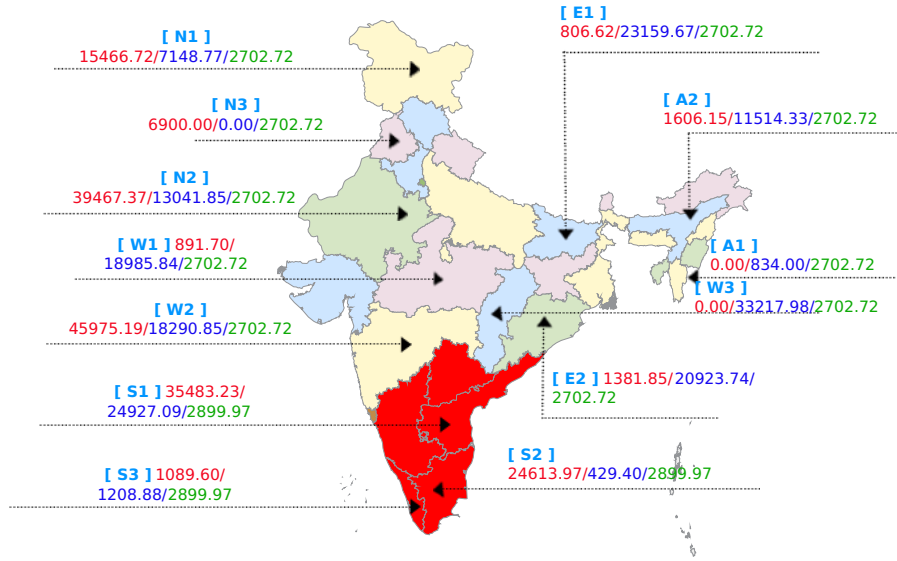 [ E1 ]
806.62/23159.67/2702.72
[ N1 ]
15466.72/7148.77/2702.72
[ N3 ]
6900.00/0.00/2702.72
[ A2 ]
1606.15/11514.33/2702.72
[ N2 ]
39467.37/13041.85/2702.72
[ W1 ] 891.70/
18985.84/2702.72
[ A1 ]
0.00/834.00/2702.72
[ W3 ]
0.00/33217.98/2702.72
[ W2 ]
45975.19/18290.85/2702.72
[ E2 ] 1381.85/20923.74/
2702.72
[ S1 ] 35483.23/
24927.09/2899.97
[ S2 ]
24613.97/429.40/2899.97
[ S3 ] 1089.60/
1208.88/2899.97